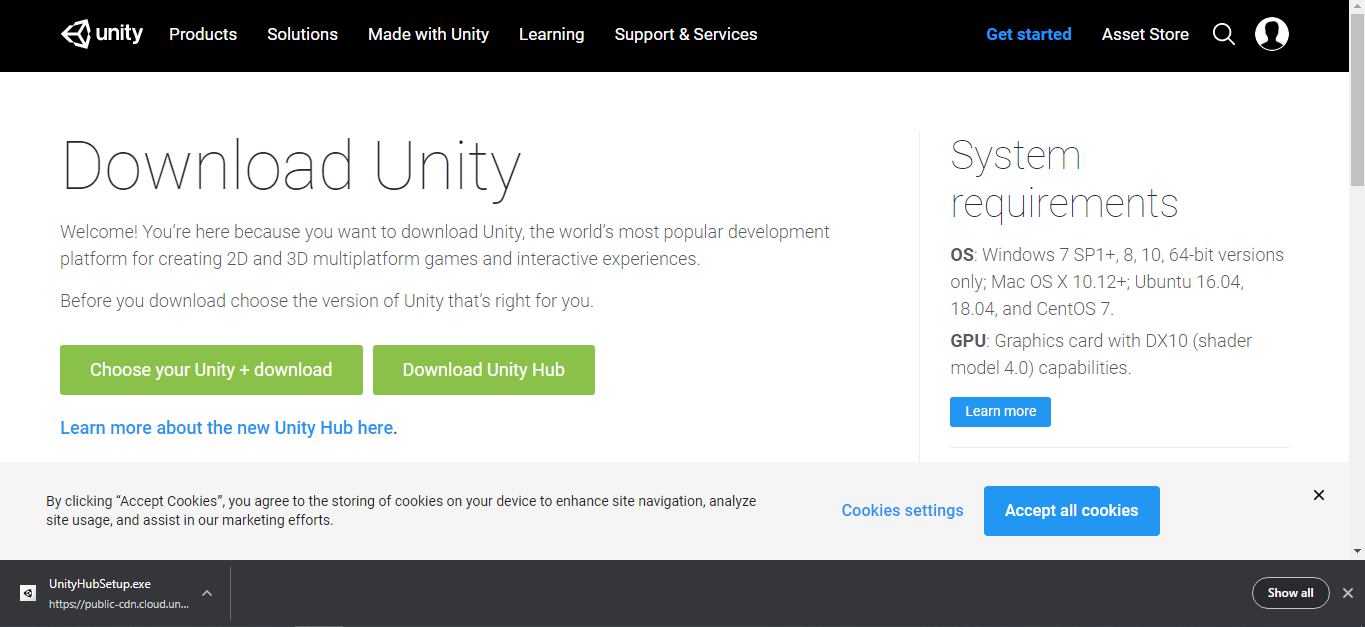 unity
Products
Solutions
Made with Unity
Learning
Support & Services
Get started
Asset Store
Download Unity
Welcome! You’re here because you want to download Unity, the world’s most popular development
platform for creating 2D and 3D multiplatform games and interactive experiences.
Before you download choose the version of Unity that’s right for you.
Choose your Unity + download
Download Unity Hub
Learn more about the new Unity Hub here.
System
requirements
OS: Windows 7 SP1+, 8, 10, 64-bit versions
only; Mac OS X 10.12+; Ubuntu 16.04,
18.04, and CentOS 7.
GPU: Graphics card with DX10 (shader
model 4.0) capabilities.
Learn more
By clicking “Accept Cookies”, you agree to the storing of cookies on your device to enhance site navigation, analyze
site usage, and assist in our marketing efforts.
Cookies settings
Accept all cookies
UnityHubSetup.exe
https://public-cdn.cloud.un...
Show all